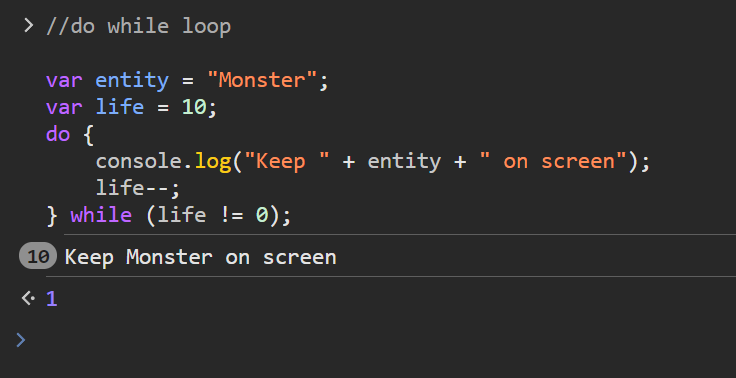 > //do while loop
var entity = "Monster";
var life = 10;
do {
    console.log("Keep " + entity + " on screen");
    life--;
} while (life != 0);
10 Keep Monster on screen
1
>